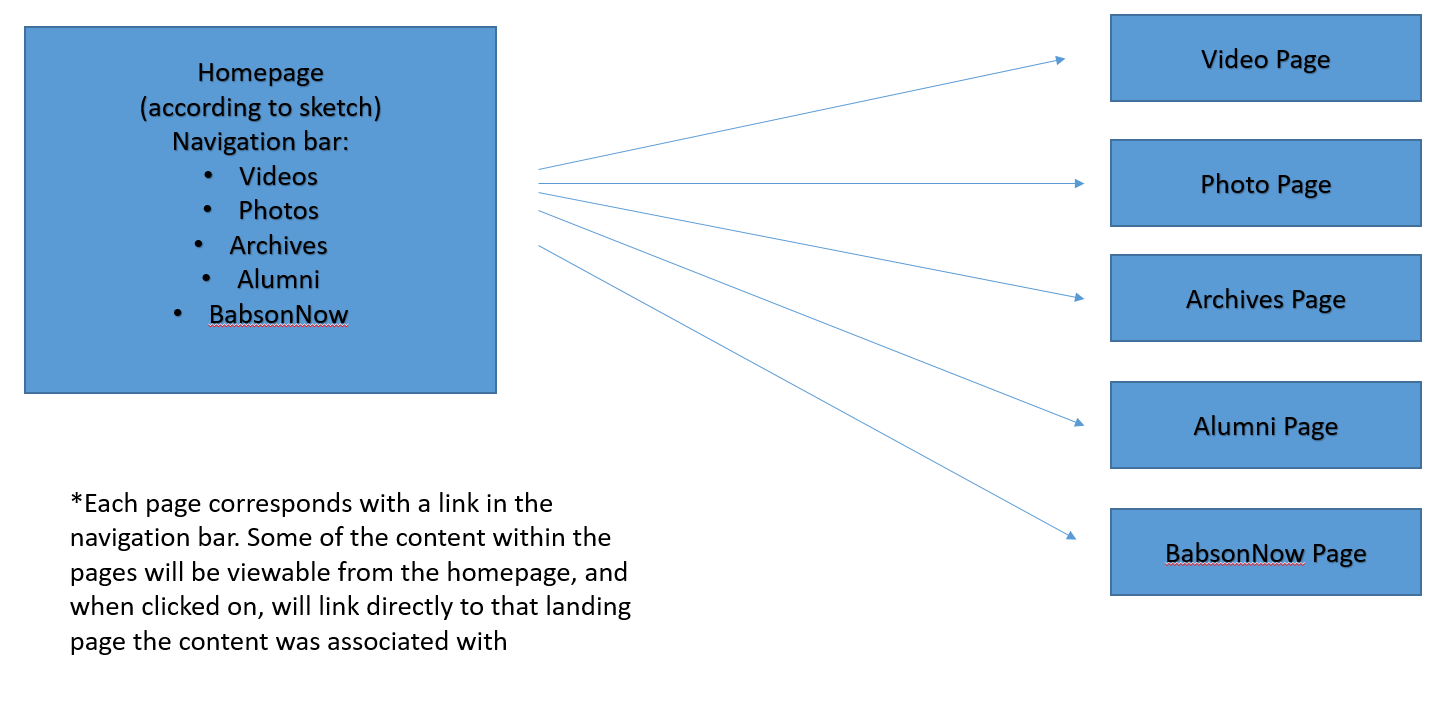 Homepage
(according to sketch)
Navigation bar:
• Videos
• Photos
• Archives
• Alumni
• BabsonNow
Video Page
Photo Page
Archives Page
Alumni Page
BabsonNow Page
*Each page corresponds with a link in the
navigation bar. Some of the content within the
pages will be viewable from the homepage, and
when clicked on, will link directly to that landing
page the content was associated with